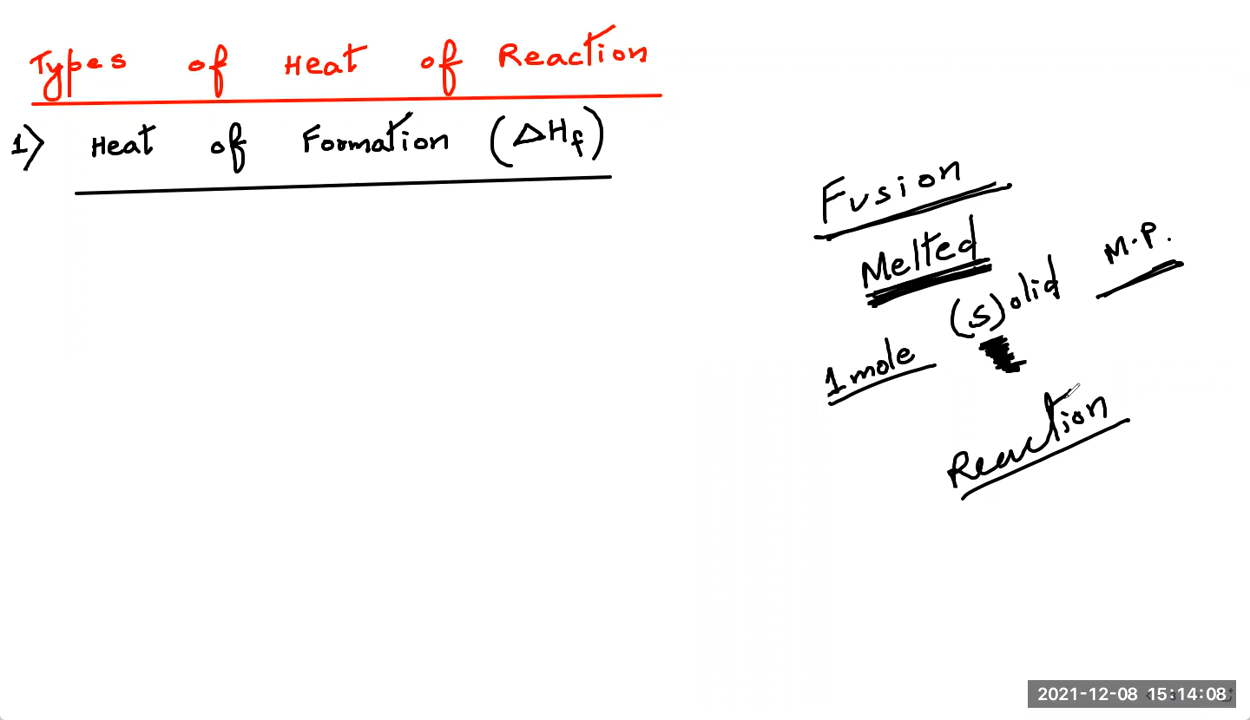 Types of Heat of Reaction
1) Heat of Formation (ΔHf)
Fusion
Melted
(s)olid M.P.
1 mole
Reaction
2021-12-08 15:14:08